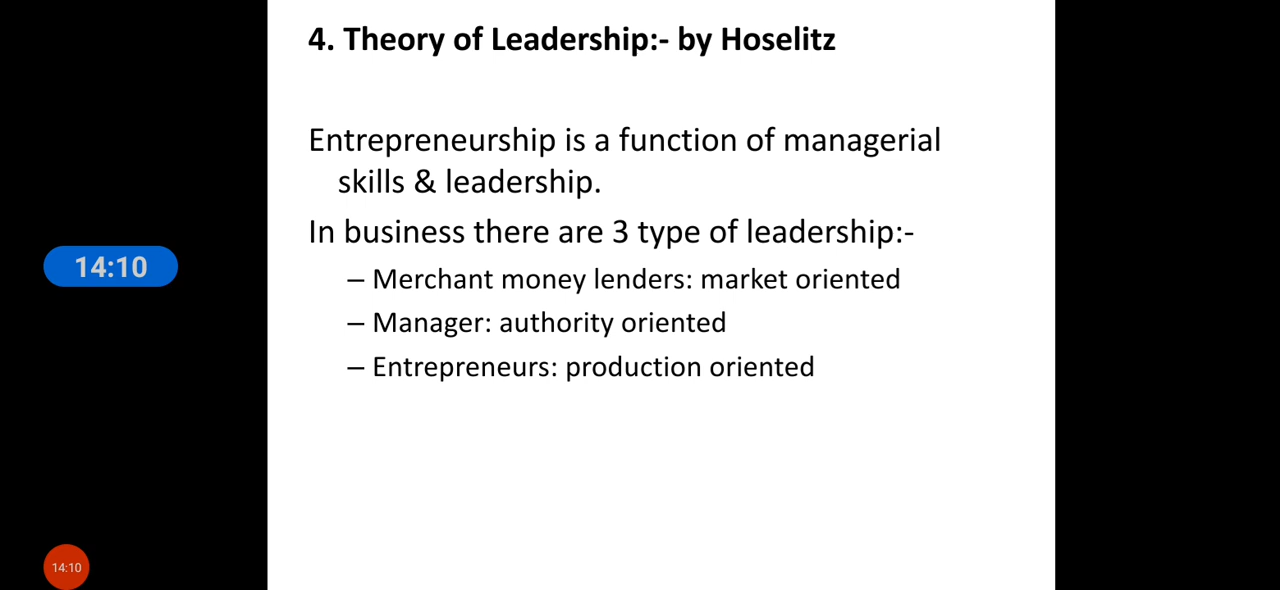 4. Theory of Leadership:- by Hoselitz
Entrepreneurship is a function of managerial
skills & leadership.
In business there are 3 type of leadership:-
– Merchant money lenders: market oriented
14:10
– Manager: authority oriented
– Entrepreneurs: production oriented
14:10